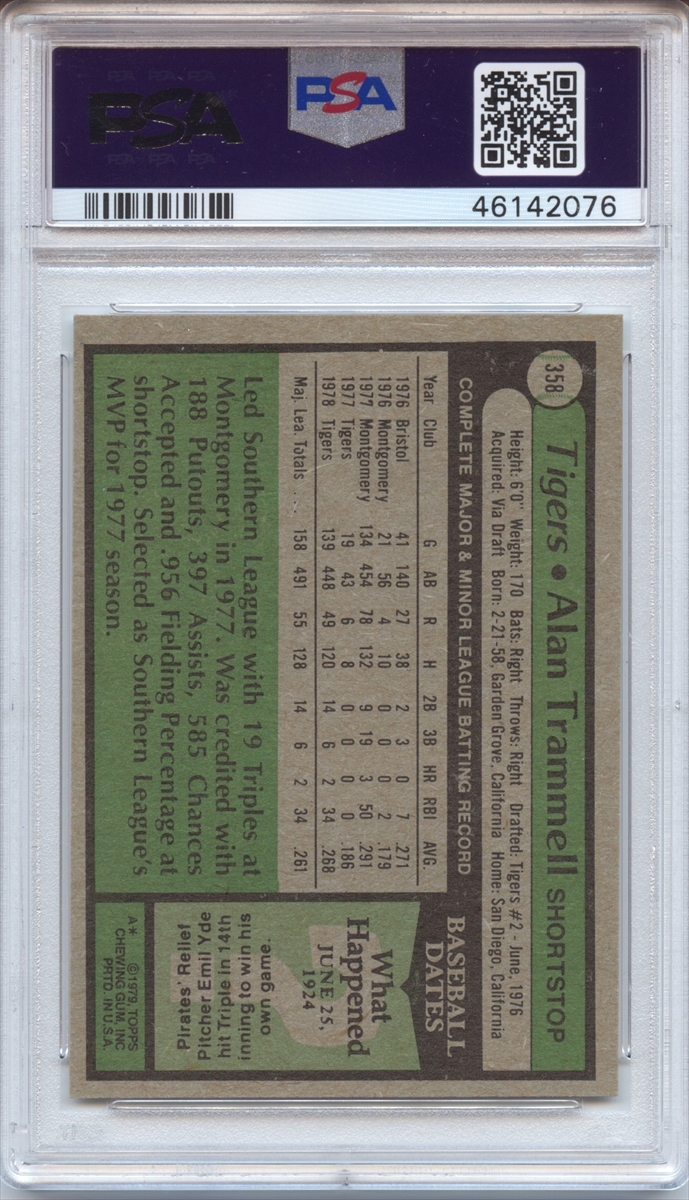 PSA
PSA
46142076
358
Tigers • Alan Trammell SHORTSTOP
Height: 6'0" Weight: 170 Bats: Right Throws: Right Drafted: Tigers #2 - June, 1976
Acquired: Via Draft Born: 2-21-58, Garden Grove, California Home: San Diego, California
COMPLETE MAJOR & MINOR LEAGUE BATTING RECORD
Year Club G AB R H 2B 3B HR RBI AVG.
1976 Bristol 41 140 27 38 2 3 0 7 .271
1976 Montgomery 21 56 4 10 0 0 0 2 .179
1977 Montgomery 134 454 78 132 9 19 3 50 .291
1977 Tigers 19 43 6 8 0 0 0 0 .186
1978 Tigers 139 448 49 120 14 6 2 34 .268
Maj. Lea. Totals ... 158 491 55 128 14 6 2 34 .261
Led Southern League with 19 Triples at
Montgomery in 1977. Was credited with
188 Putouts, 397 Assists, 585 Chances
Accepted and .956 Fielding Percentage at
shortstop. Selected as Southern League's
MVP for 1977 season.
BASEBALL
DATES
What
Happened
JUNE 25,
1924
Pirates' Relief
Pitcher Emil Yde
hit Triple in 14th
inning to win his
own game.
A* ©1979, TOPPS
CHEWING GUM, INC
PRTD. IN U.S.A.